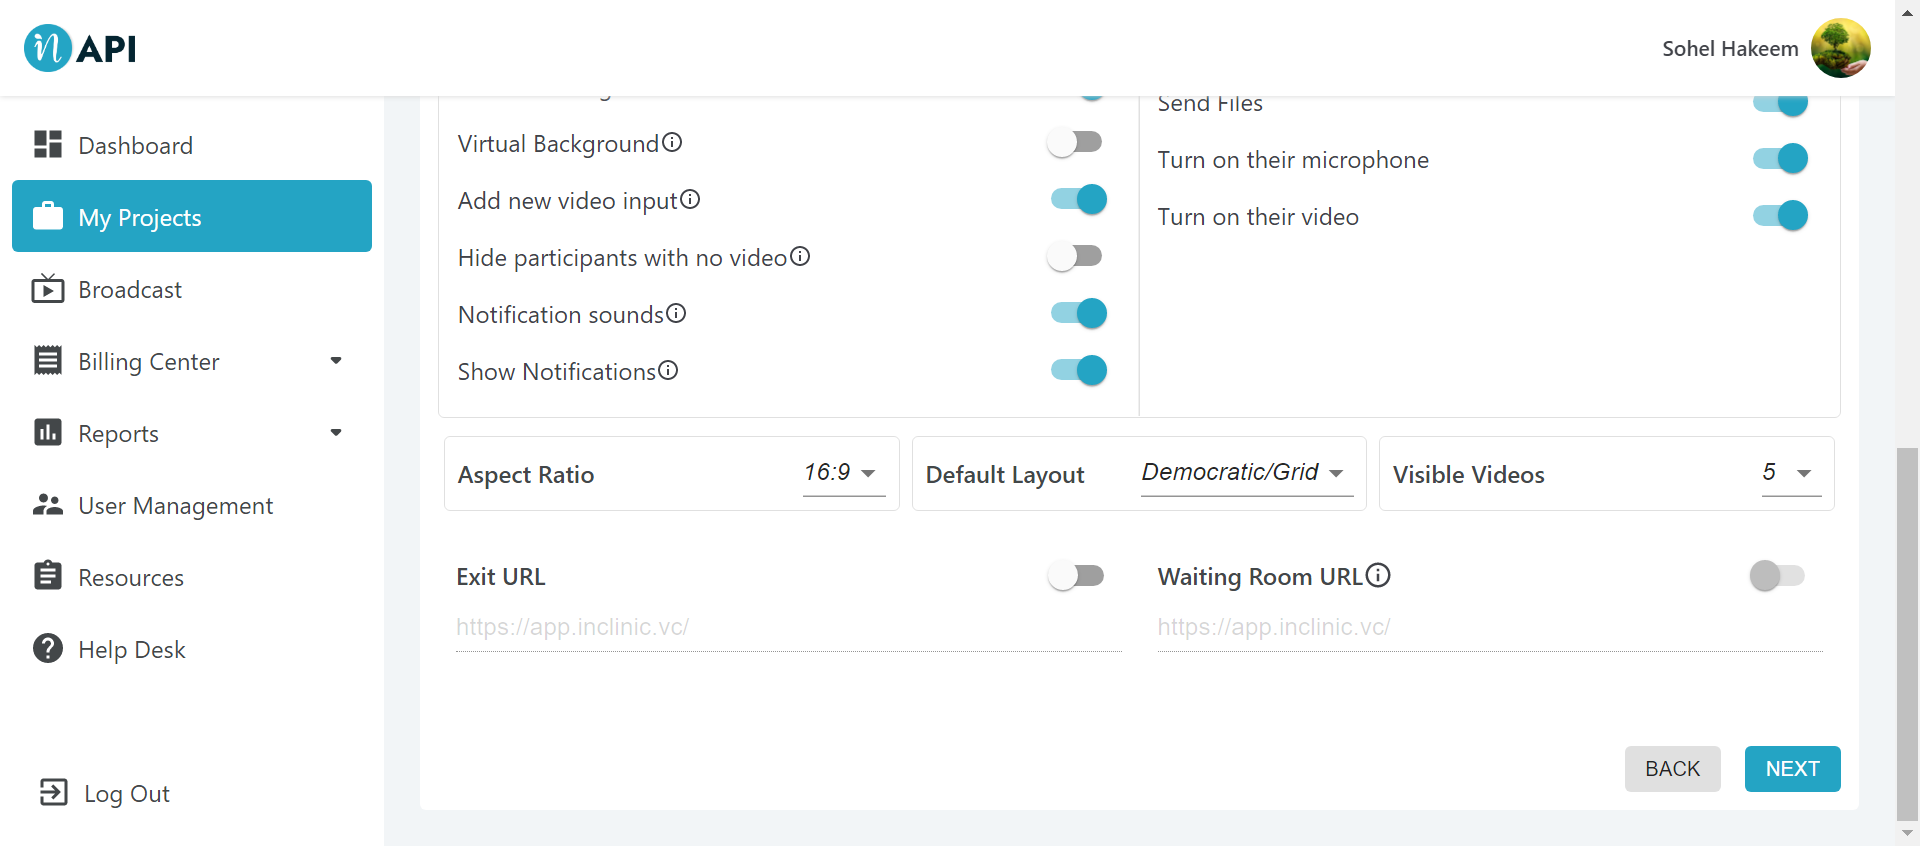 in API
Sohel Hakeem
Dashboard
My Projects
Broadcast
Billing Center
Reports
User Management
Resources
Help Desk
Log Out
Virtual Background
Add new video input
Hide participants with no video
Notification sounds
Show Notifications
Send Files
Turn on their microphone
Turn on their video
Aspect Ratio 16:9
Default Layout Democratic/Grid
Visible Videos 5
Exit URL
https://app.inclinic.vc/
Waiting Room URL
https://app.inclinic.vc/
BACK NEXT